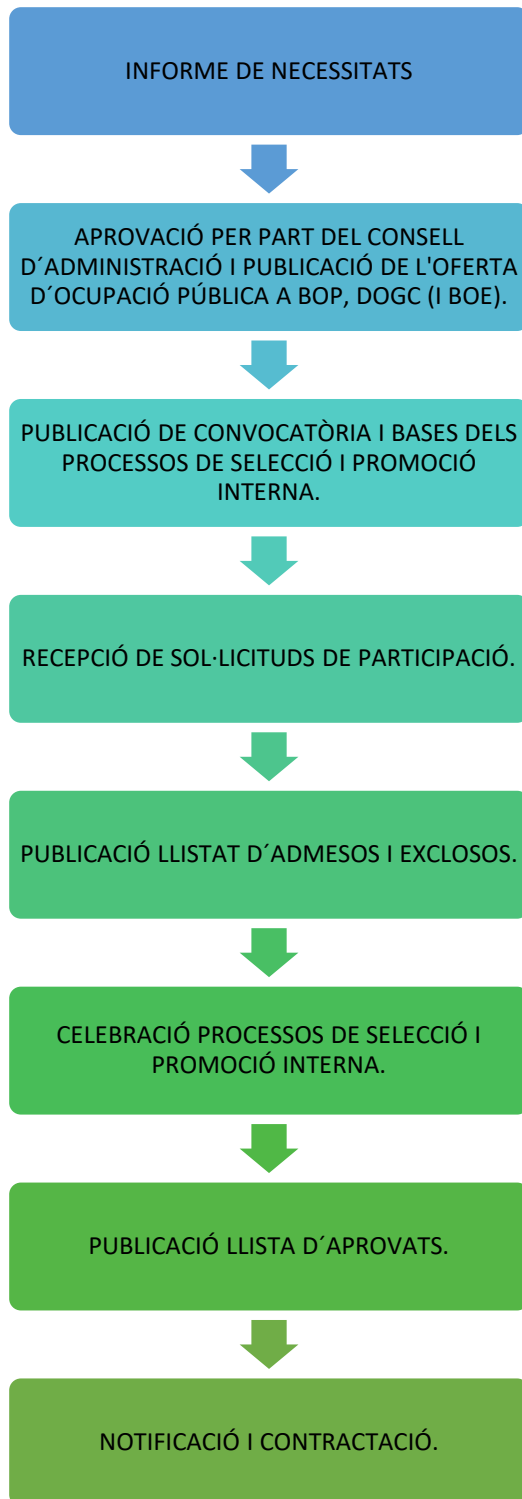 INFORME DE NECESSITATS
APROVACIÓ PER PART DEL CONSELL
D´ADMINISTRACIÓ I PUBLICACIÓ DE L'OFERTA
D´OCUPACIÓ PÚBLICA A BOP, DOGC (I BOE).
PUBLICACIÓ DE CONVOCATÒRIA I BASES DELS
PROCESSOS DE SELECCIÓ I PROMOCIÓ
INTERNA.
RECEPCIÓ DE SOL·LICITUDS DE PARTICIPACIÓ.
PUBLICACIÓ LLISTAT D´ADMESOS I EXCLOSOS.
CELEBRACIÓ PROCESSOS DE SELECCIÓ I
PROMOCIÓ INTERNA.
PUBLICACIÓ LLISTA D´APROVATS.
NOTIFICACIÓ I CONTRACTACIÓ.